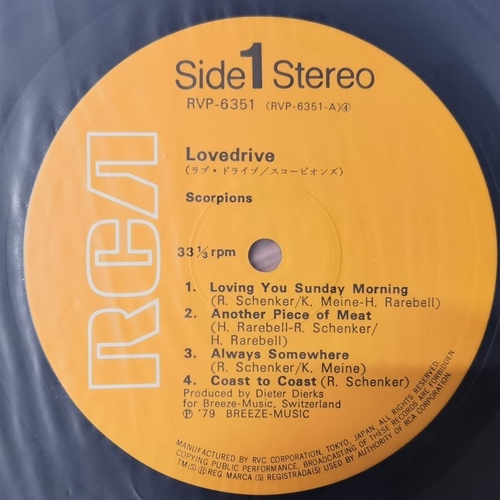 Side 1 Stereo
RVP-6351 (RVP-6351-A)④
Lovedrive
(ラブ・ドライブ/スコーピオンズ)
Scorpions
33 1/3 rpm
RCA
1. Loving You Sunday Morning
(R. Schenker/K. Meine-H. Rarebell)
2. Another Piece of Meat
(H. Rarebell-R. Schenker/
H. Rarebell)
3. Always Somewhere
(R. Schenker/K. Meine)
4. Coast to Coast (R. Schenker)
Produced by Dieter Dierks
for Breeze-Music, Switzerland
Ⓟ '79 BREEZE-MUSIC
MANUFACTURED BY RVC CORPORATION, TOKYO, JAPAN. ALL RIGHTS RESERVED.
COPYING PUBLIC PERFORMANCE, BROADCASTING OF THESE RECORDS ARE FORBIDDEN
TM(S)®REG MARCA(S) REGISTRADA(S) USED BY AUTHORITY OF RCA CORPORATION.